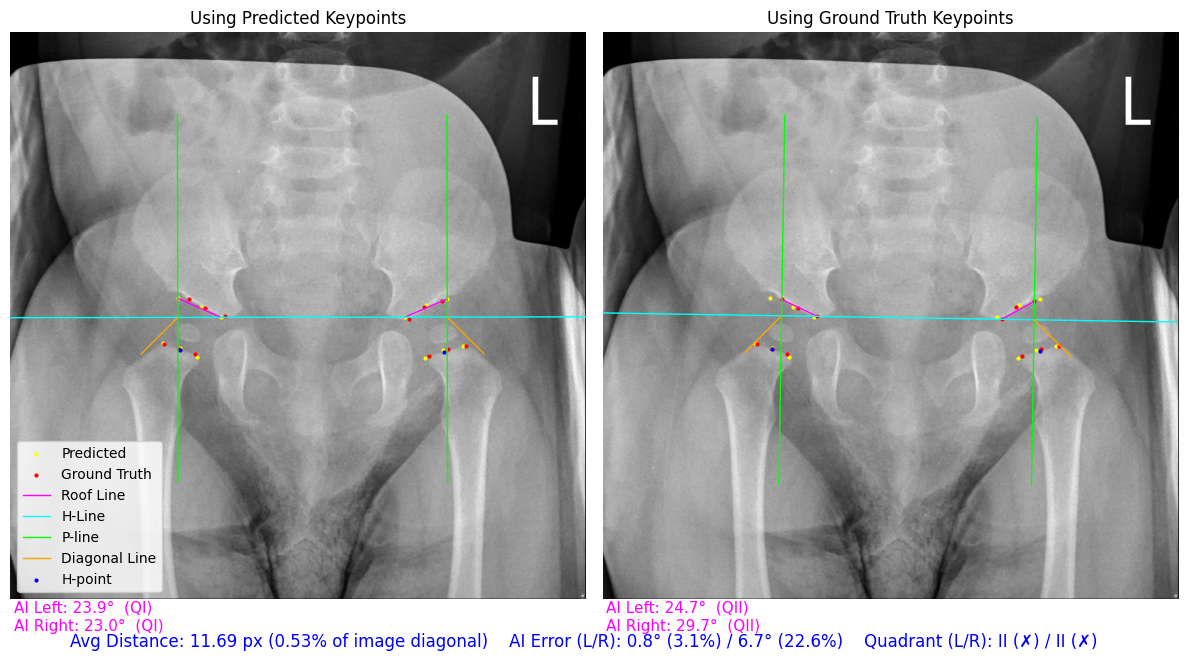 Using Predicted Keypoints
Using Ground Truth Keypoints
L
L
Predicted
Ground Truth
Roof Line
H-Line
P-line
Diagonal Line
H-point
AI Left: 23.9° (QI)
AI Right: 23.0° (QI)
AI Left: 24.7° (QII)
AI Right: 29.7° (QII)
Avg Distance: 11.69 px (0.53% of image diagonal) AI Error (L/R): 0.8° (3.1%) / 6.7° (22.6%) Quadrant (L/R): II (✗) / II (✗)